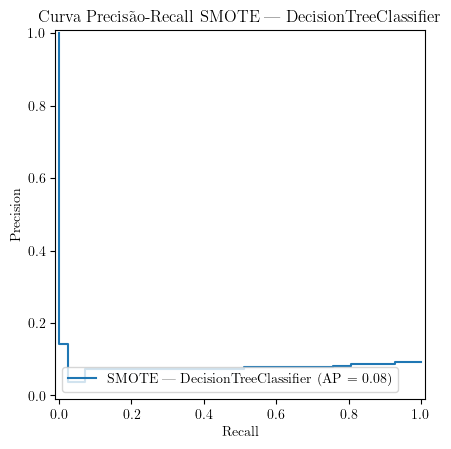 Curva Precisão-Recall SMOTE — DecisionTreeClassifier
1.0
0.8
0.6
0.4
0.2
0.0
Precision
SMOTE — DecisionTreeClassifier (AP = 0.08)
0.0 0.2 0.4 0.6 0.8 1.0
Recall